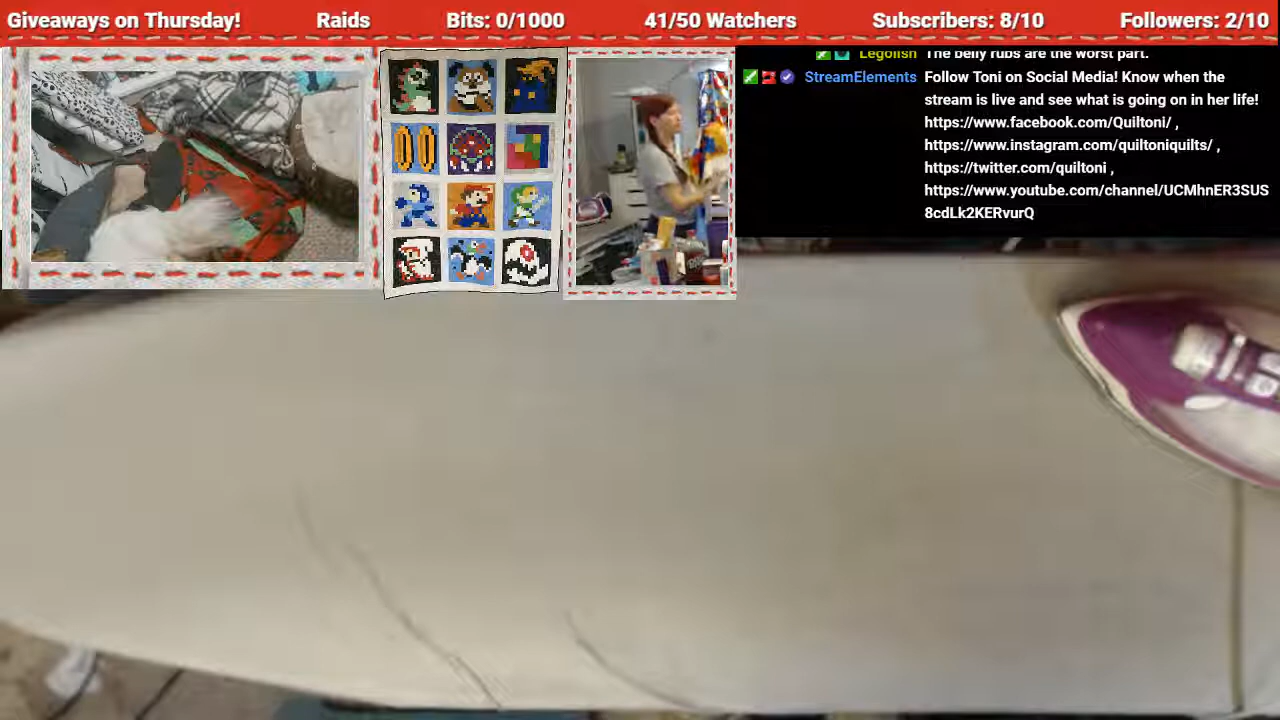 Giveaways on Thursday! Raids Bits: 0/1000 41/50 Watchers Subscribers: 8/10 Followers: 2/10
Legolish The belly rubs are the worst part.
StreamElements Follow Toni on Social Media! Know when the
stream is live and see what is going on in her life!
https://www.facebook.com/Quiltoni/ ,
https://www.instagram.com/quiltoniquilts/ ,
https://twitter.com/quiltoni ,
https://www.youtube.com/channel/UCMhnER3SUS
8cdLk2KERvurQ